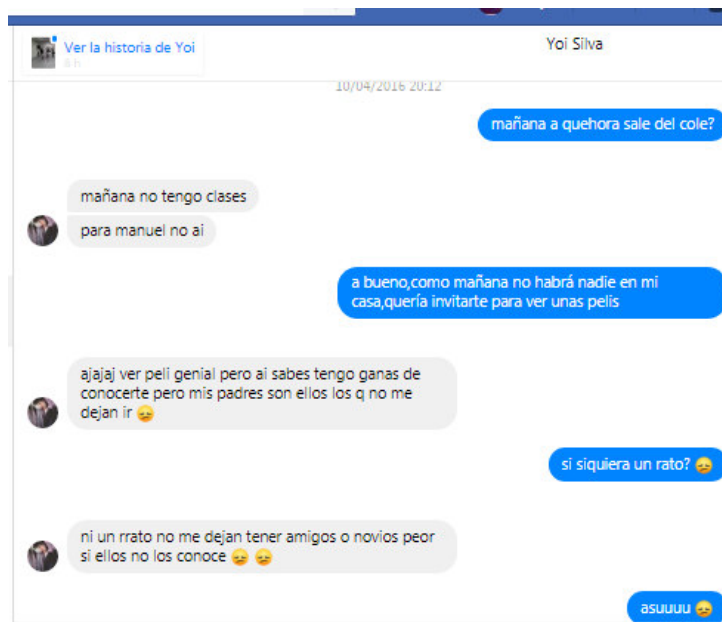 Ver la historia de Yoi
8 h
Yoi Silva
10/04/2016 20:12
mañana a quehora sale del cole?
mañana no tengo clases
para manuel no ai
a bueno,como mañana no habrá nadie en mi
casa,quería invitarte para ver unas pelis
ajajaj ver peli genial pero ai sabes tengo ganas de
conocerte pero mis padres son ellos los q no me
dejan ir 😞
si siquiera un rato? 😞
ni un rrato no me dejan tener amigos o novios peor
si ellos no los conoce 😞 😞
asuuuu 😞